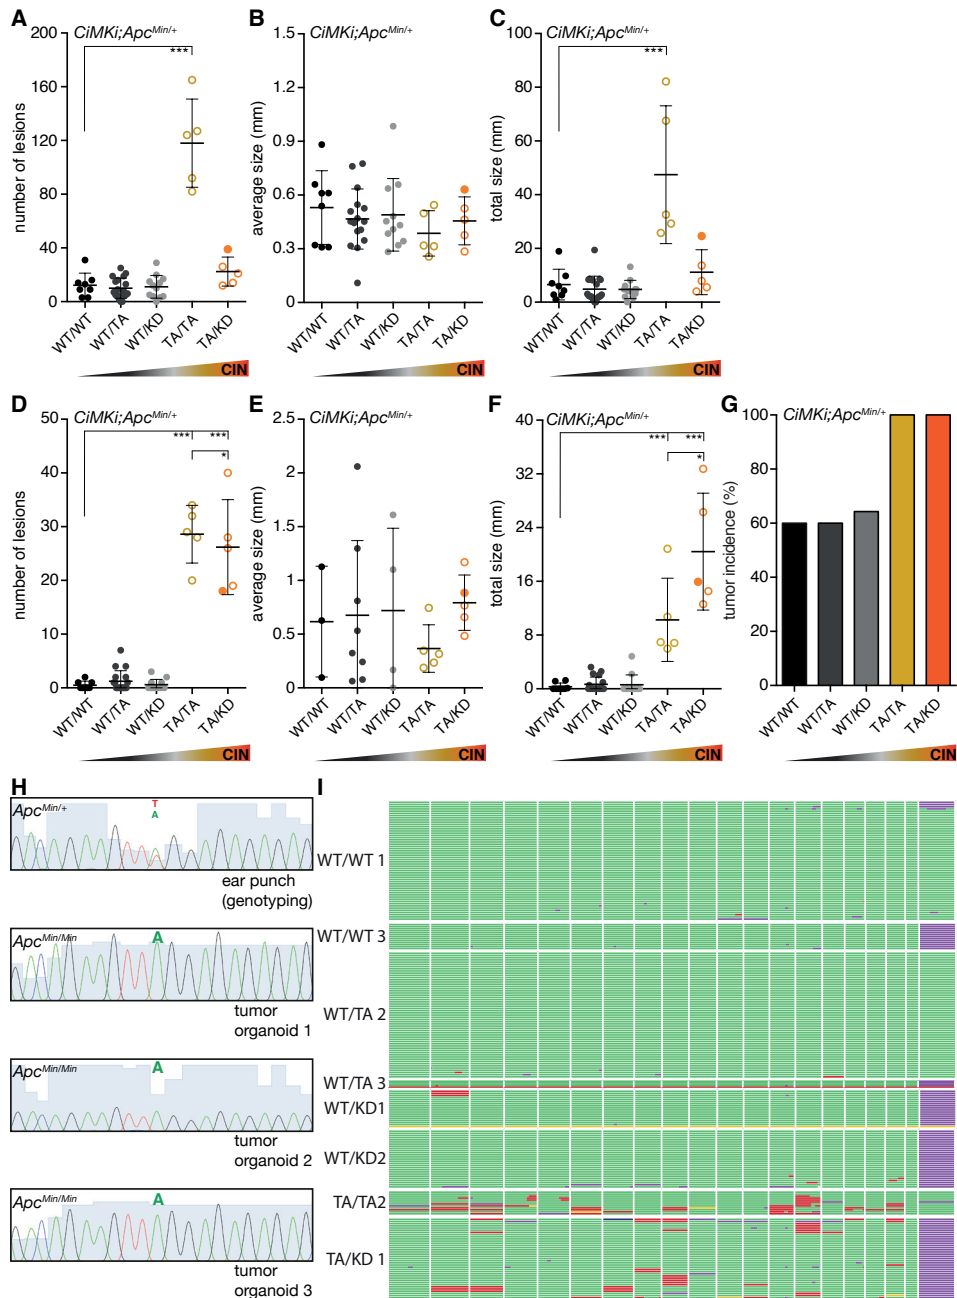 A
CiMKi;Apc^Min/+
number of lesions
200
160
120
80
40
0
***
WT/WT
WT/TA
WT/KD
TA/TA
TA/KD
CIN
B
CiMKi;Apc^Min/+
average size (mm)
1.5
1.2
0.9
0.6
0.3
0
WT/WT
WT/TA
WT/KD
TA/TA
TA/KD
CIN
C
CiMKi;Apc^Min/+
total size (mm)
100
80
60
40
20
0
***
WT/WT
WT/TA
WT/KD
TA/TA
TA/KD
CIN
D
CiMKi;Apc^Min/+
number of lesions
50
40
30
20
10
0
*** ***
*
WT/WT
WT/TA
WT/KD
TA/TA
TA/KD
CIN
E
CiMKi;Apc^Min/+
average size (mm)
2.5
2
1.5
1
0.5
0
WT/WT
WT/TA
WT/KD
TA/TA
TA/KD
CIN
F
CiMKi;Apc^Min/+
total size (mm)
40
32
24
16
8
0
*** ***
*
WT/WT
WT/TA
WT/KD
TA/TA
TA/KD
CIN
G
CiMKi;Apc^Min/+
tumor incidence (%)
100
80
60
40
20
0
WT/WT
WT/TA
WT/KD
TA/TA
TA/KD
CIN
H
Apc^Min/+
T
A
ear punch
(genotyping)
Apc^Min/Min
A
tumor
organoid 1
Apc^Min/Min
A
tumor
organoid 2
Apc^Min/Min
A
tumor
organoid 3
I
WT/WT 1
WT/WT 3
WT/TA 2
WT/TA 3
WT/KD1
WT/KD2
TA/TA2
TA/KD 1